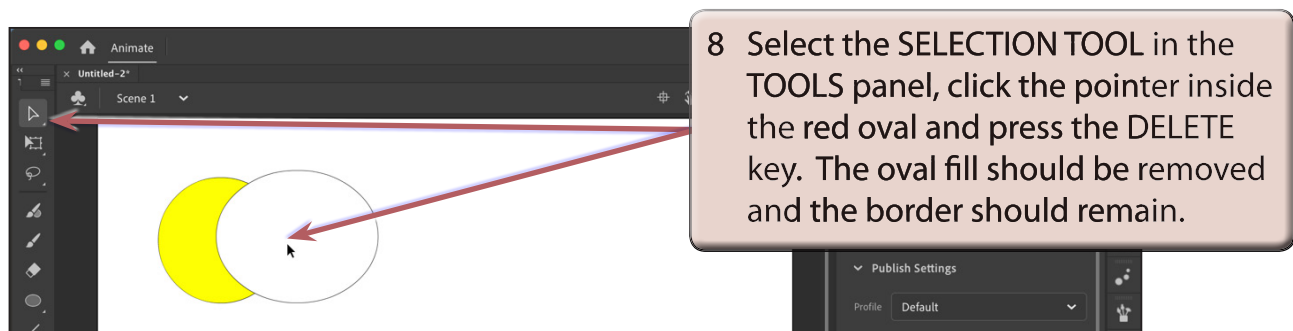 Animate
× Untitled-2*
Scene 1
8 Select the SELECTION TOOL in the
TOOLS panel, click the pointer inside
the red oval and press the DELETE
key. The oval fill should be removed
and the border should remain.
Publish Settings
Profile Default